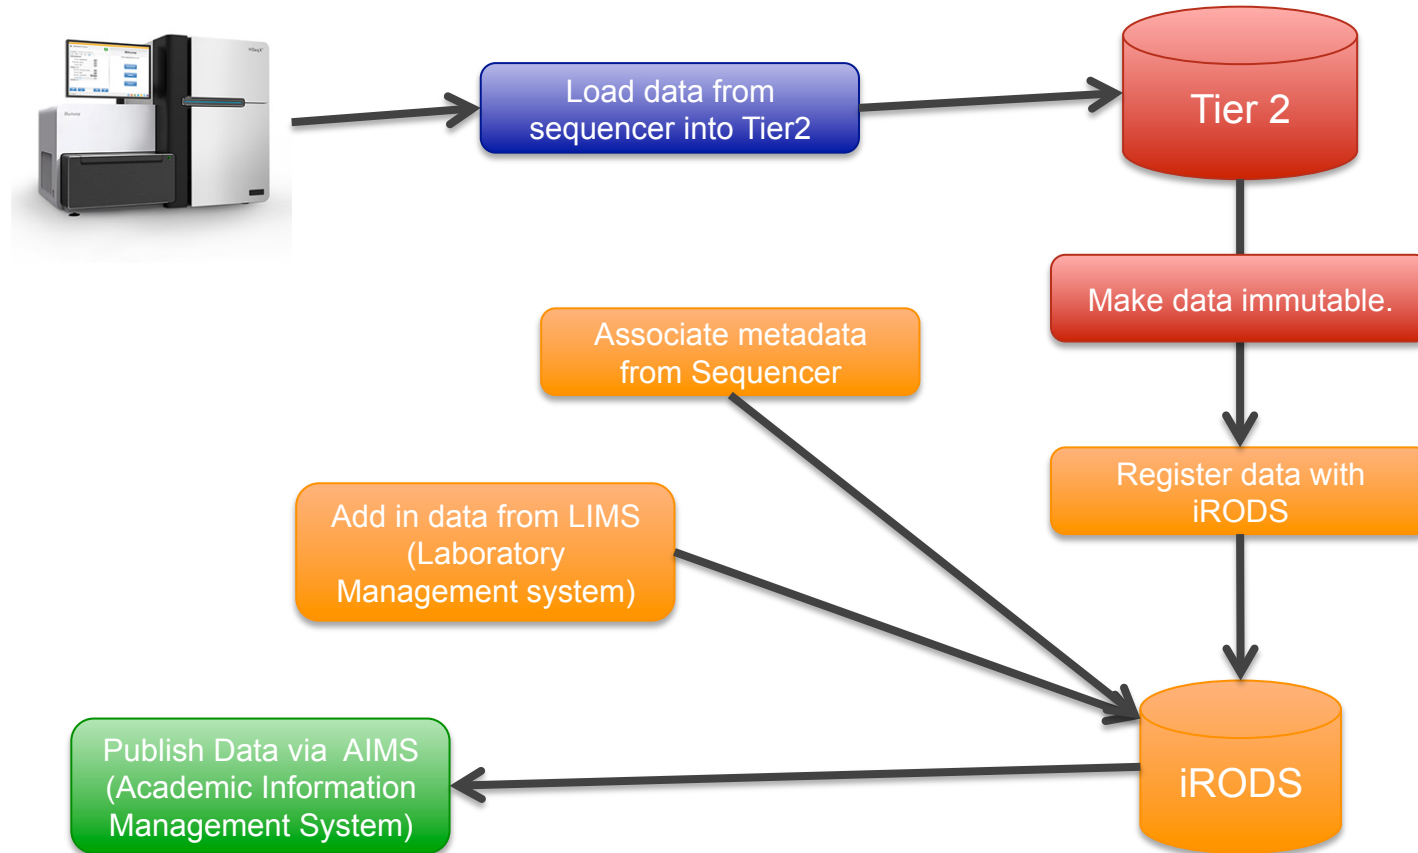 HiSeq X
Load data from
sequencer into Tier2
Tier 2
Make data immutable.
Associate metadata
from Sequencer
Register data with
iRODS
Add in data from LIMS
(Laboratory
Management system)
Publish Data via  AIMS
(Academic Information
Management System)
iRODS